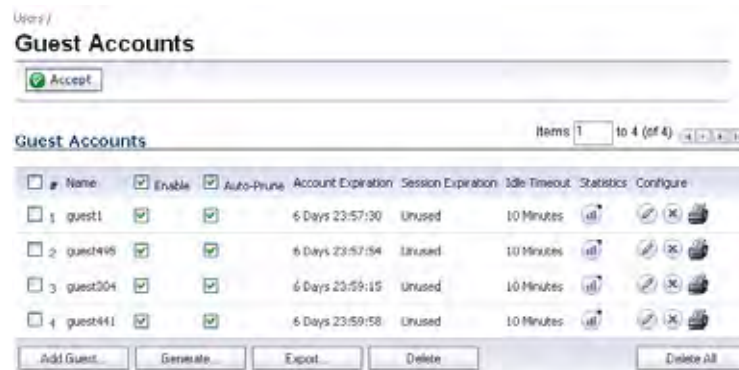 Users /
Guest Accounts
Accept
Guest Accounts Items 1 to 4 (of 4)
# Name Enable Auto-Prune Account Expiration Session Expiration Idle Timeout Statistics Configure
1 guest1 6 Days 23:57:30 Unused 10 Minutes
2 guest495 6 Days 23:57:54 Unused 10 Minutes
3 guest304 6 Days 23:59:15 Unused 10 Minutes
4 guest441 6 Days 23:59:58 Unused 10 Minutes
Add Guest... Generate... Export... Delete Delete All